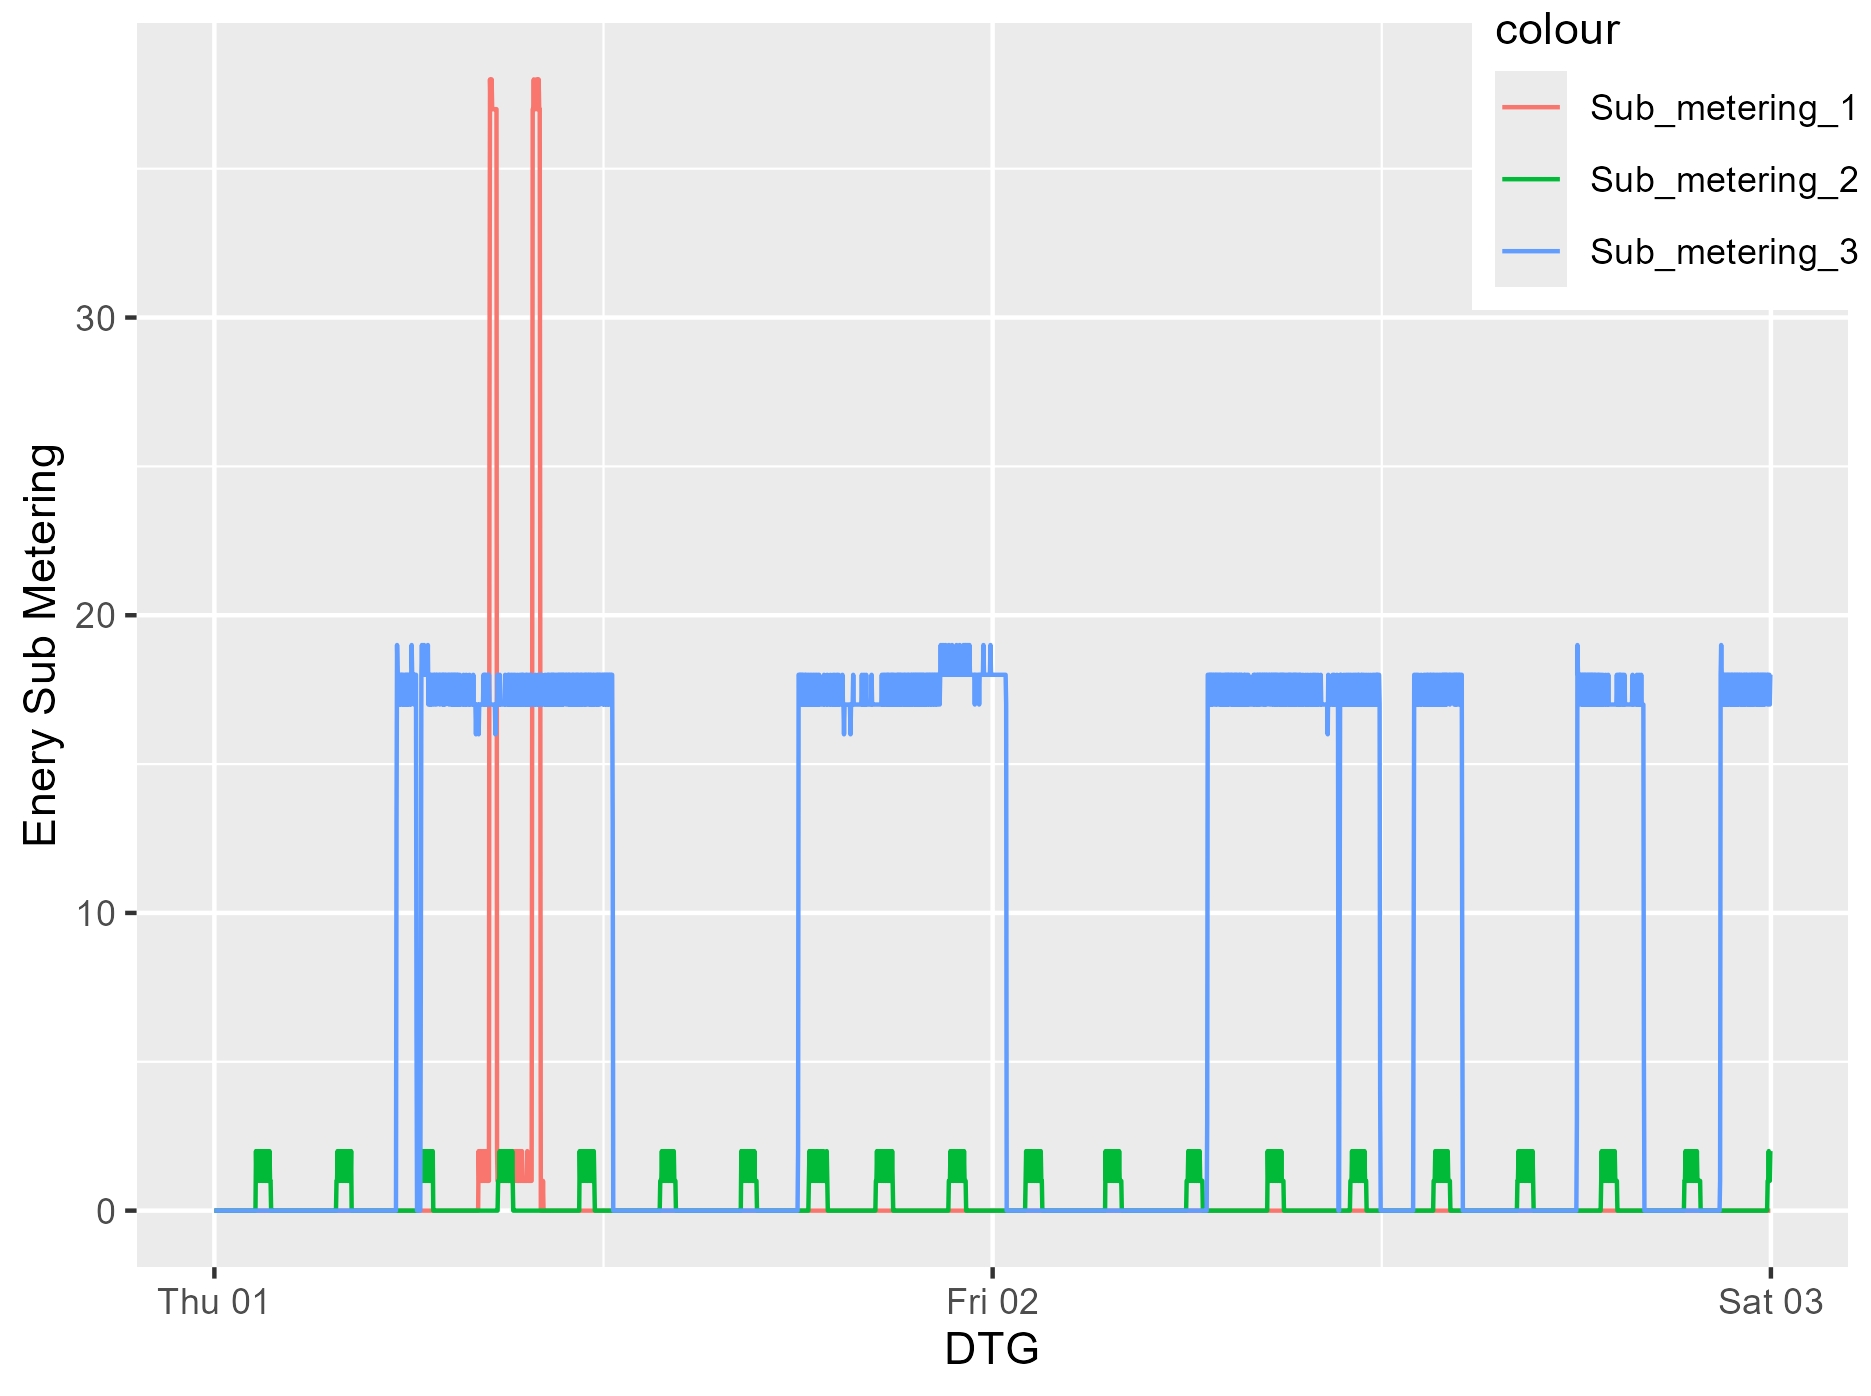 colour
Sub_metering_1
Sub_metering_2
Sub_metering_3
30
20
10
0
Enery Sub Metering
Thu 01
Fri 02
Sat 03
DTG